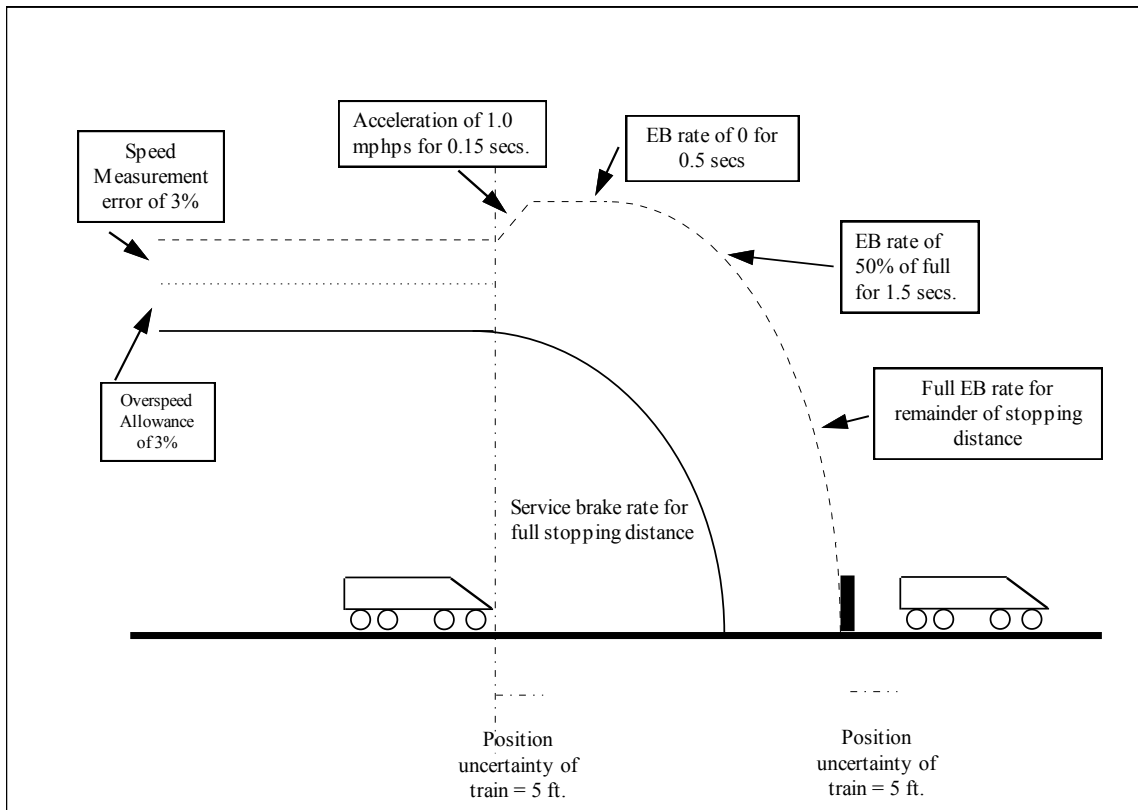 Speed
Measurement
error of 3%
Acceleration of 1.0
mphps for 0.15 secs.
EB rate of 0 for
0.5 secs
EB rate of
50% of full
for 1.5 secs.
Overspeed
Allowance
of 3%
Full EB rate for
remainder of stopping
distance
Service brake rate for
full stopping distance
Position
uncertainty of
train = 5 ft.
Position
uncertainty of
train = 5 ft.